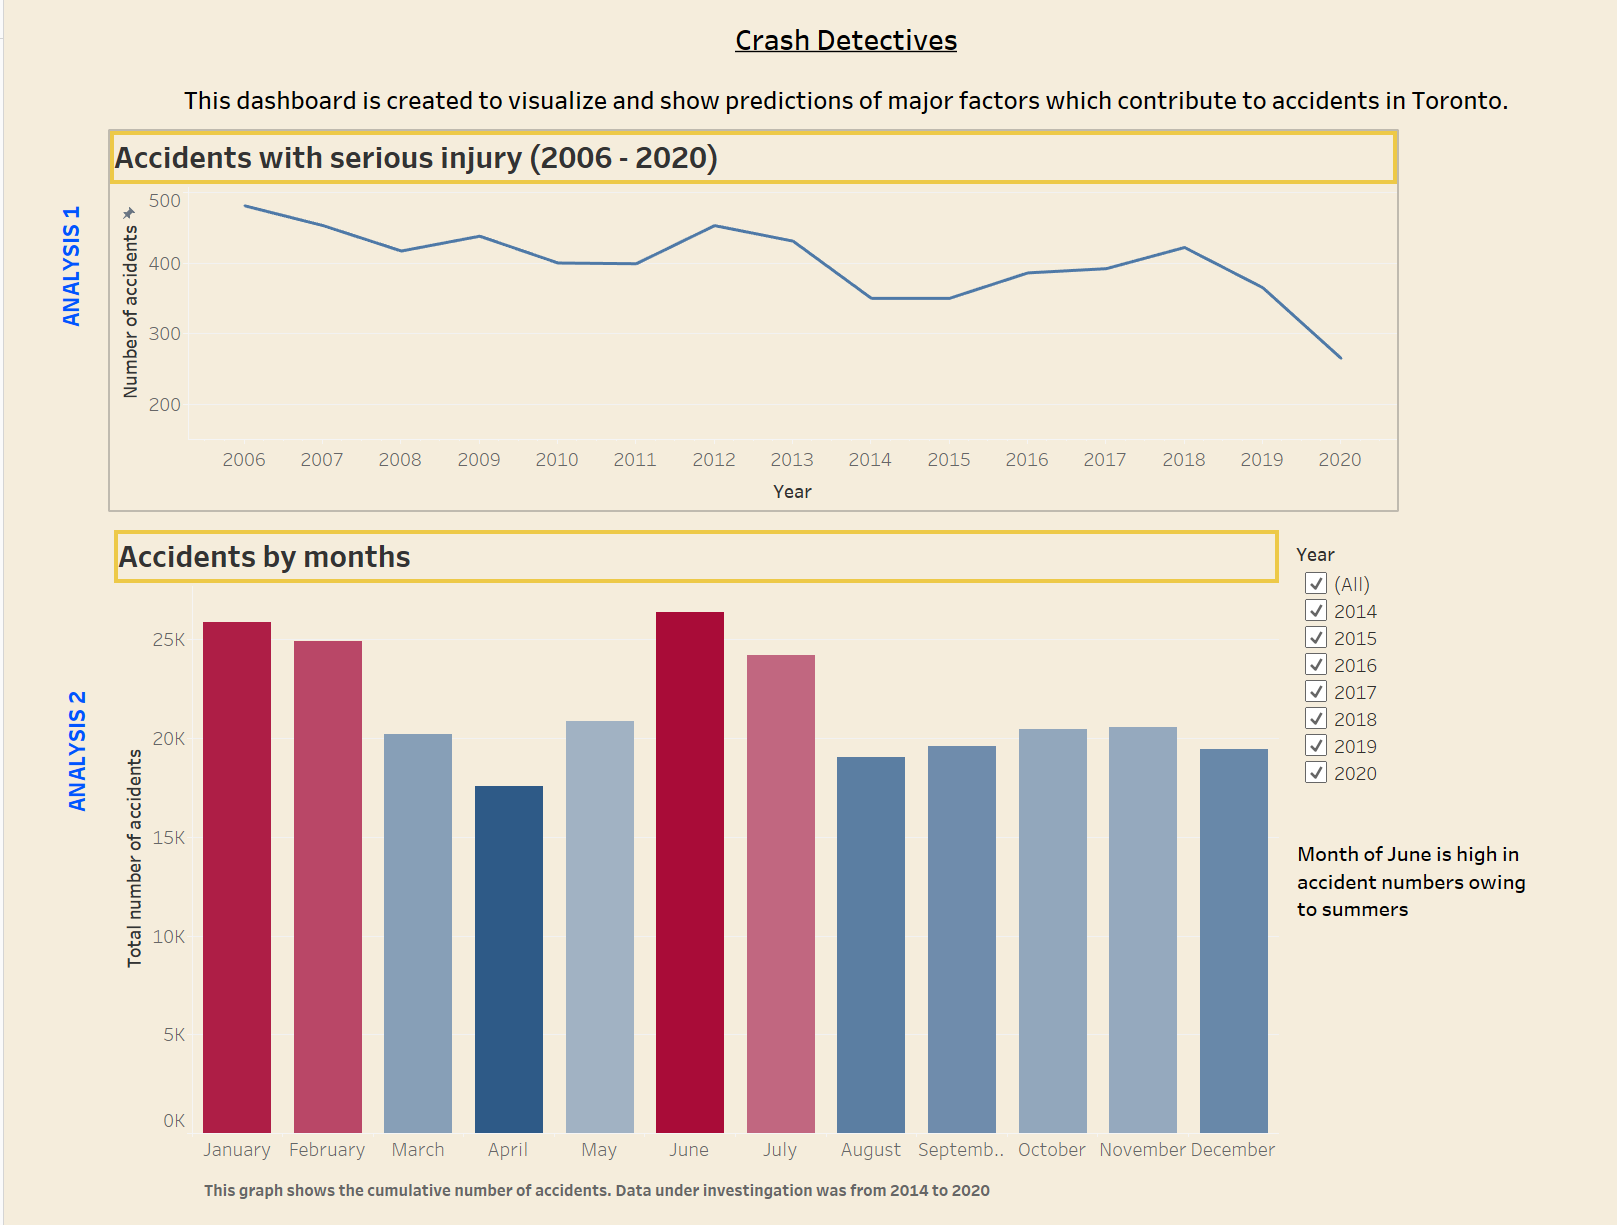 Crash Detectives
This dashboard is created to visualize and show predictions of major factors which contribute to accidents in Toronto.
ANALYSIS 1
Accidents with serious injury (2006 - 2020)
Number of accidents
500
400
300
200
2006 2007 2008 2009 2010 2011 2012 2013 2014 2015 2016 2017 2018 2019 2020
Year
ANALYSIS 2
Accidents by months
Total number of accidents
25K
20K
15K
10K
5K
0K
January February March April May June July August Septemb.. October November December
This graph shows the cumulative number of accidents. Data under investingation was from 2014 to 2020
Year
(All)
2014
2015
2016
2017
2018
2019
2020
Month of June is high in
accident numbers owing
to summers